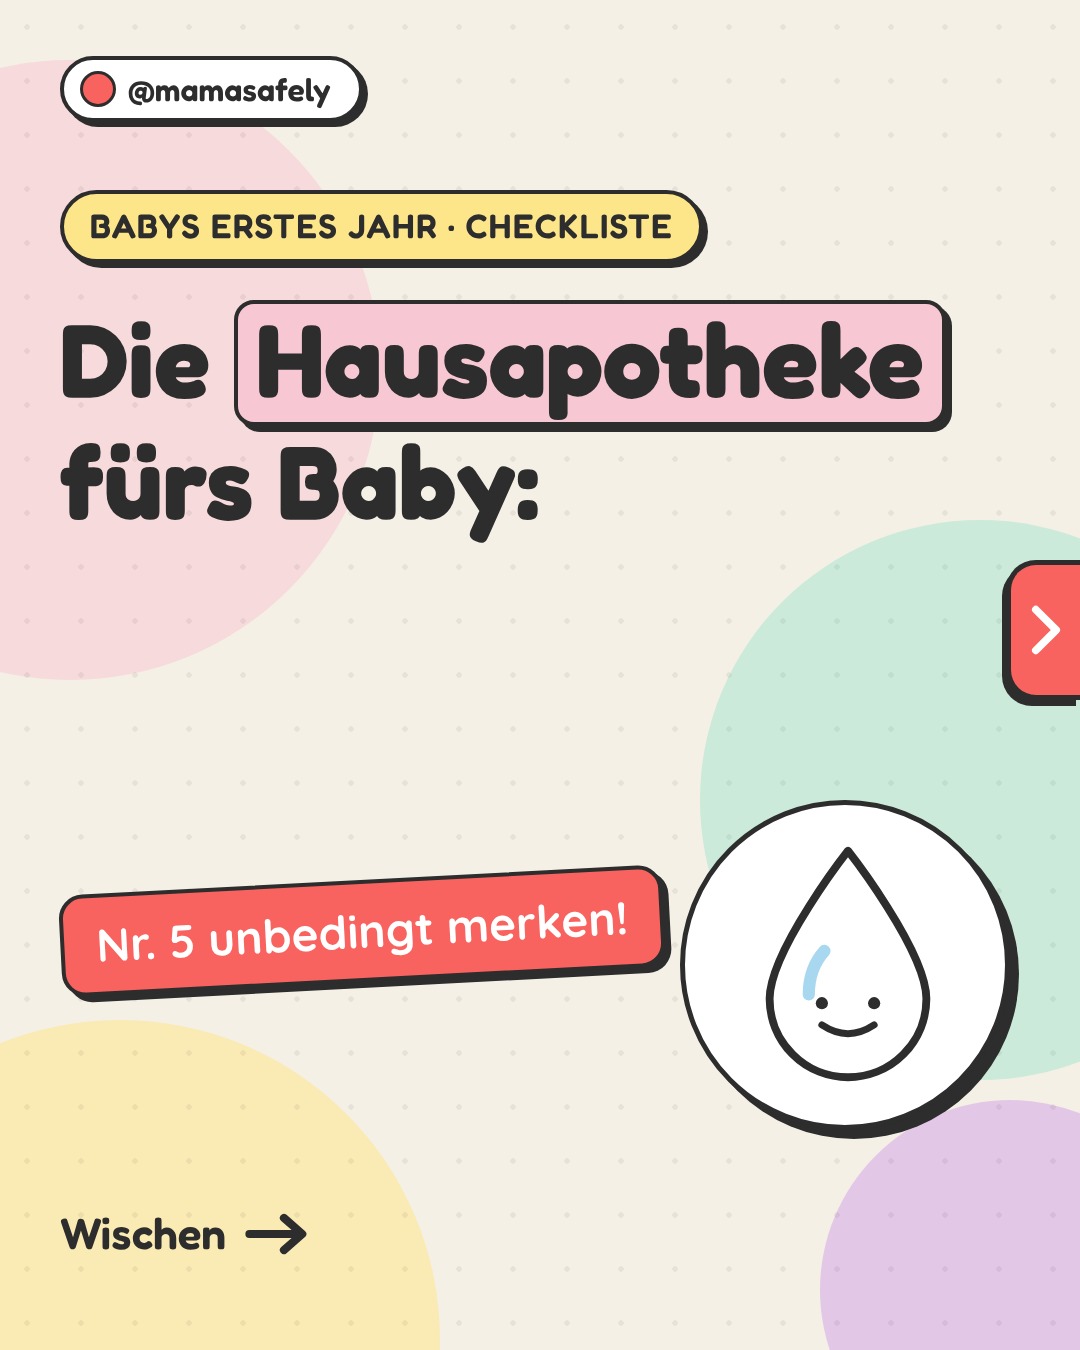 @mamasafely
BABYS ERSTES JAHR · CHECKLISTE
Die Hausapotheke
fürs Baby:
Nr. 5 unbedingt merken!
Wischen →